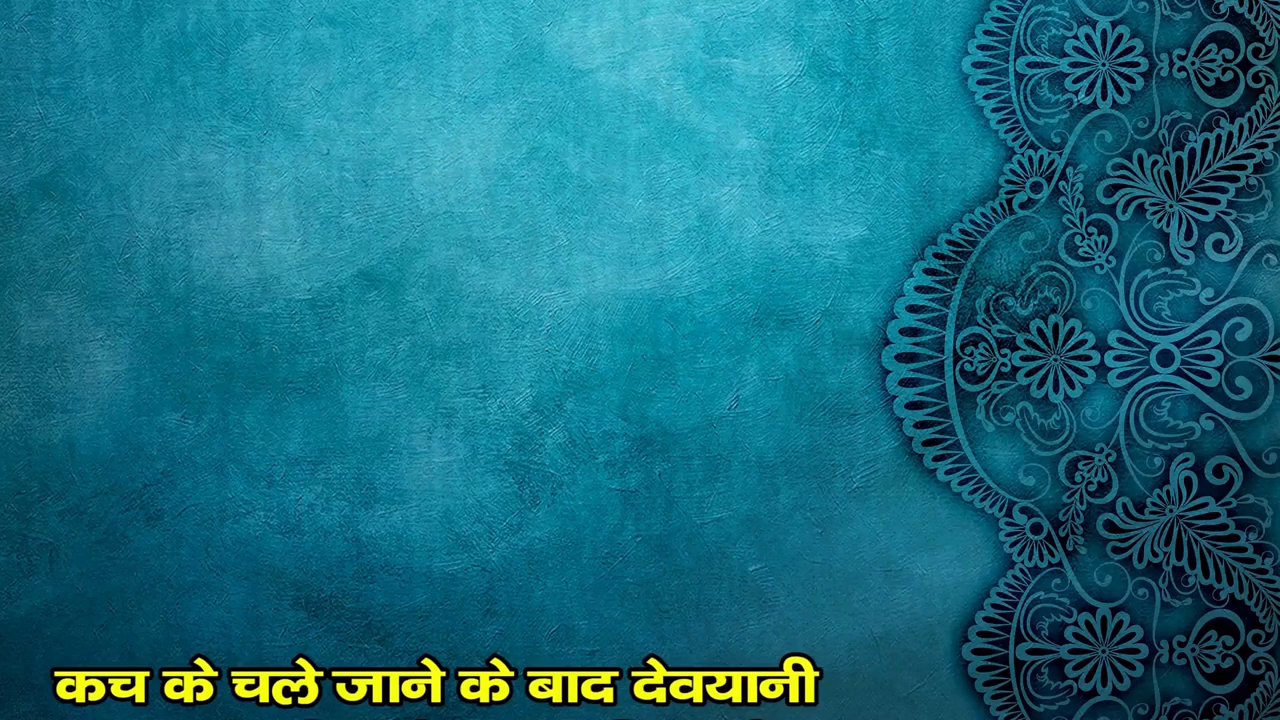 कच के चले जाने के बाद देवयानी